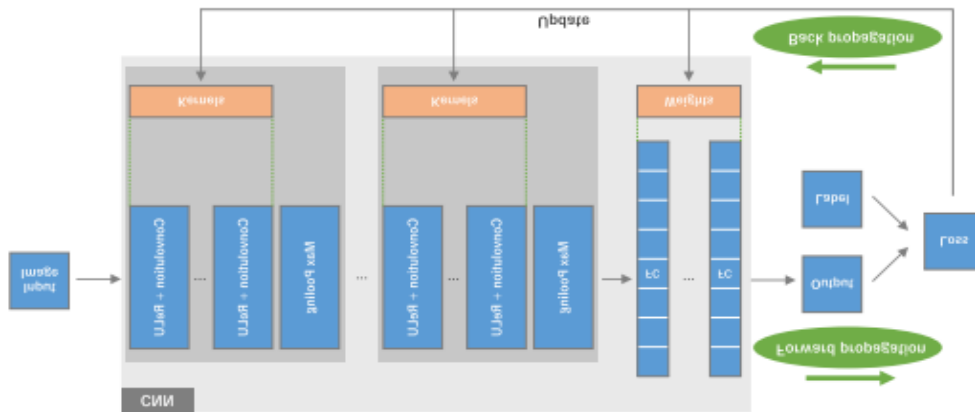 Update
Back propagation
Kernels
Kernels
Weights
Convolution + ReLU
...
Convolution + ReLU
Max Pooling
...
Convolution + ReLU
...
Convolution + ReLU
Max Pooling
FC
...
FC
Label
Loss
Input
Image
Output
Forward propagation
CNN